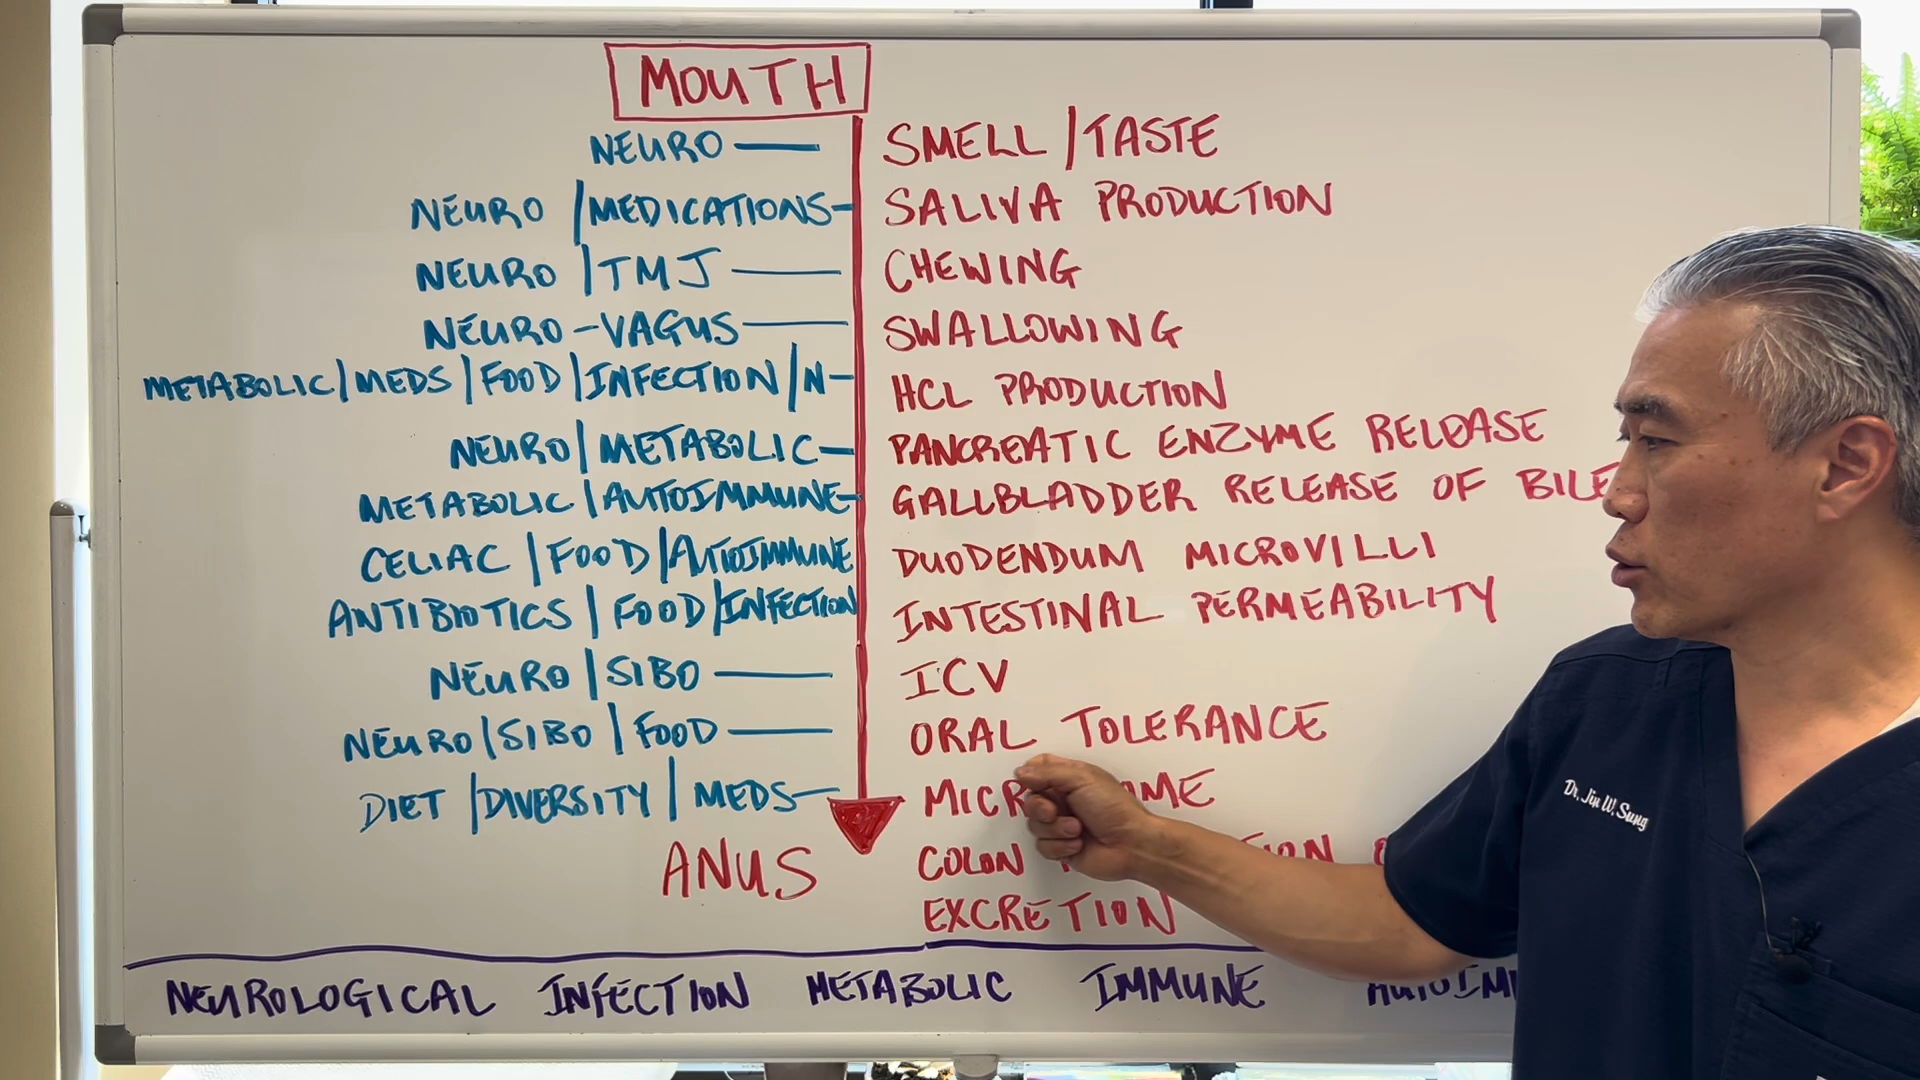 MOUTH
NEURO — SMELL / TASTE
NEURO / MEDICATIONS - SALIVA PRODUCTION
NEURO / TMJ — CHEWING
NEURO - VAGUS — SWALLOWING
METABOLIC / MEDS / FOOD / INFECTION / N - HCL PRODUCTION
NEURO / METABOLIC - PANCREATIC ENZYME RELEASE
METABOLIC / AUTOIMMUNE - GALLBLADDER RELEASE OF BILE
CELIAC / FOOD / AUTOIMMUNE DUODENDUM MICROVILLI
ANTIBIOTICS / FOOD / INFECTION INTESTINAL PERMEABILITY
NEURO / SIBO — ICV
NEURO / SIBO / FOOD — ORAL TOLERANCE
DIET / DIVERSITY / MEDS -
ANUS COLON
EXCRETION
NEUROLOGICAL INFECTION METABOLIC IMMUNE
Dr. Jin W. Sung